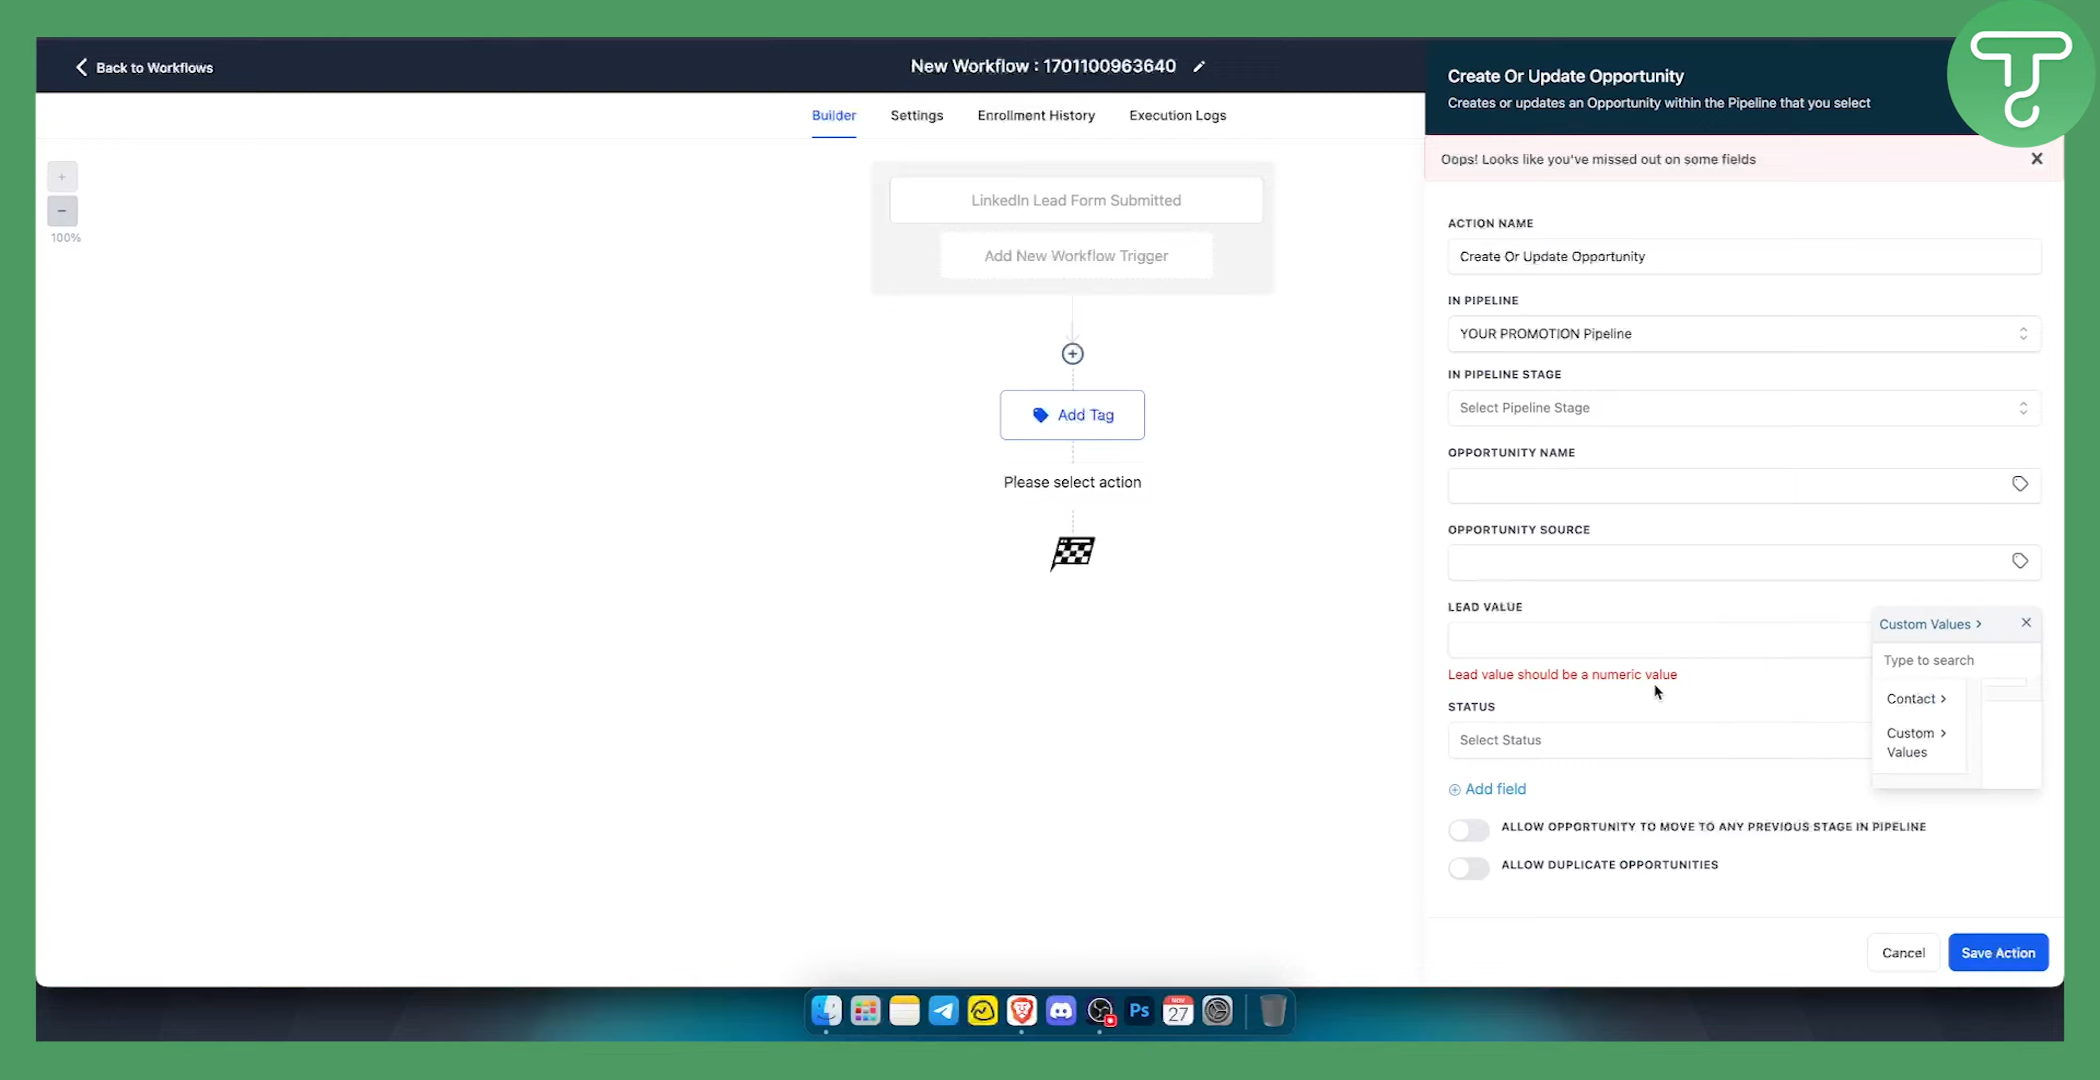 Back to Workflows
New Workflow : 1701100963640
Builder
Settings
Enrollment History
Execution Logs
+
−
100%
LinkedIn Lead Form Submitted
Add New Workflow Trigger
Add Tag
Please select action
Create Or Update Opportunity
Creates or updates an Opportunity within the Pipeline that you select
Oops! Looks like you've missed out on some fields
ACTION NAME
Create Or Update Opportunity
IN PIPELINE
YOUR PROMOTION Pipeline
IN PIPELINE STAGE
Select Pipeline Stage
OPPORTUNITY NAME
OPPORTUNITY SOURCE
LEAD VALUE
Lead value should be a numeric value
Custom Values >
Type to search
Contact >
Custom >
Values
STATUS
Select Status
Add field
ALLOW OPPORTUNITY TO MOVE TO ANY PREVIOUS STAGE IN PIPELINE
ALLOW DUPLICATE OPPORTUNITIES
Cancel
Save Action
Ps
NOV
27